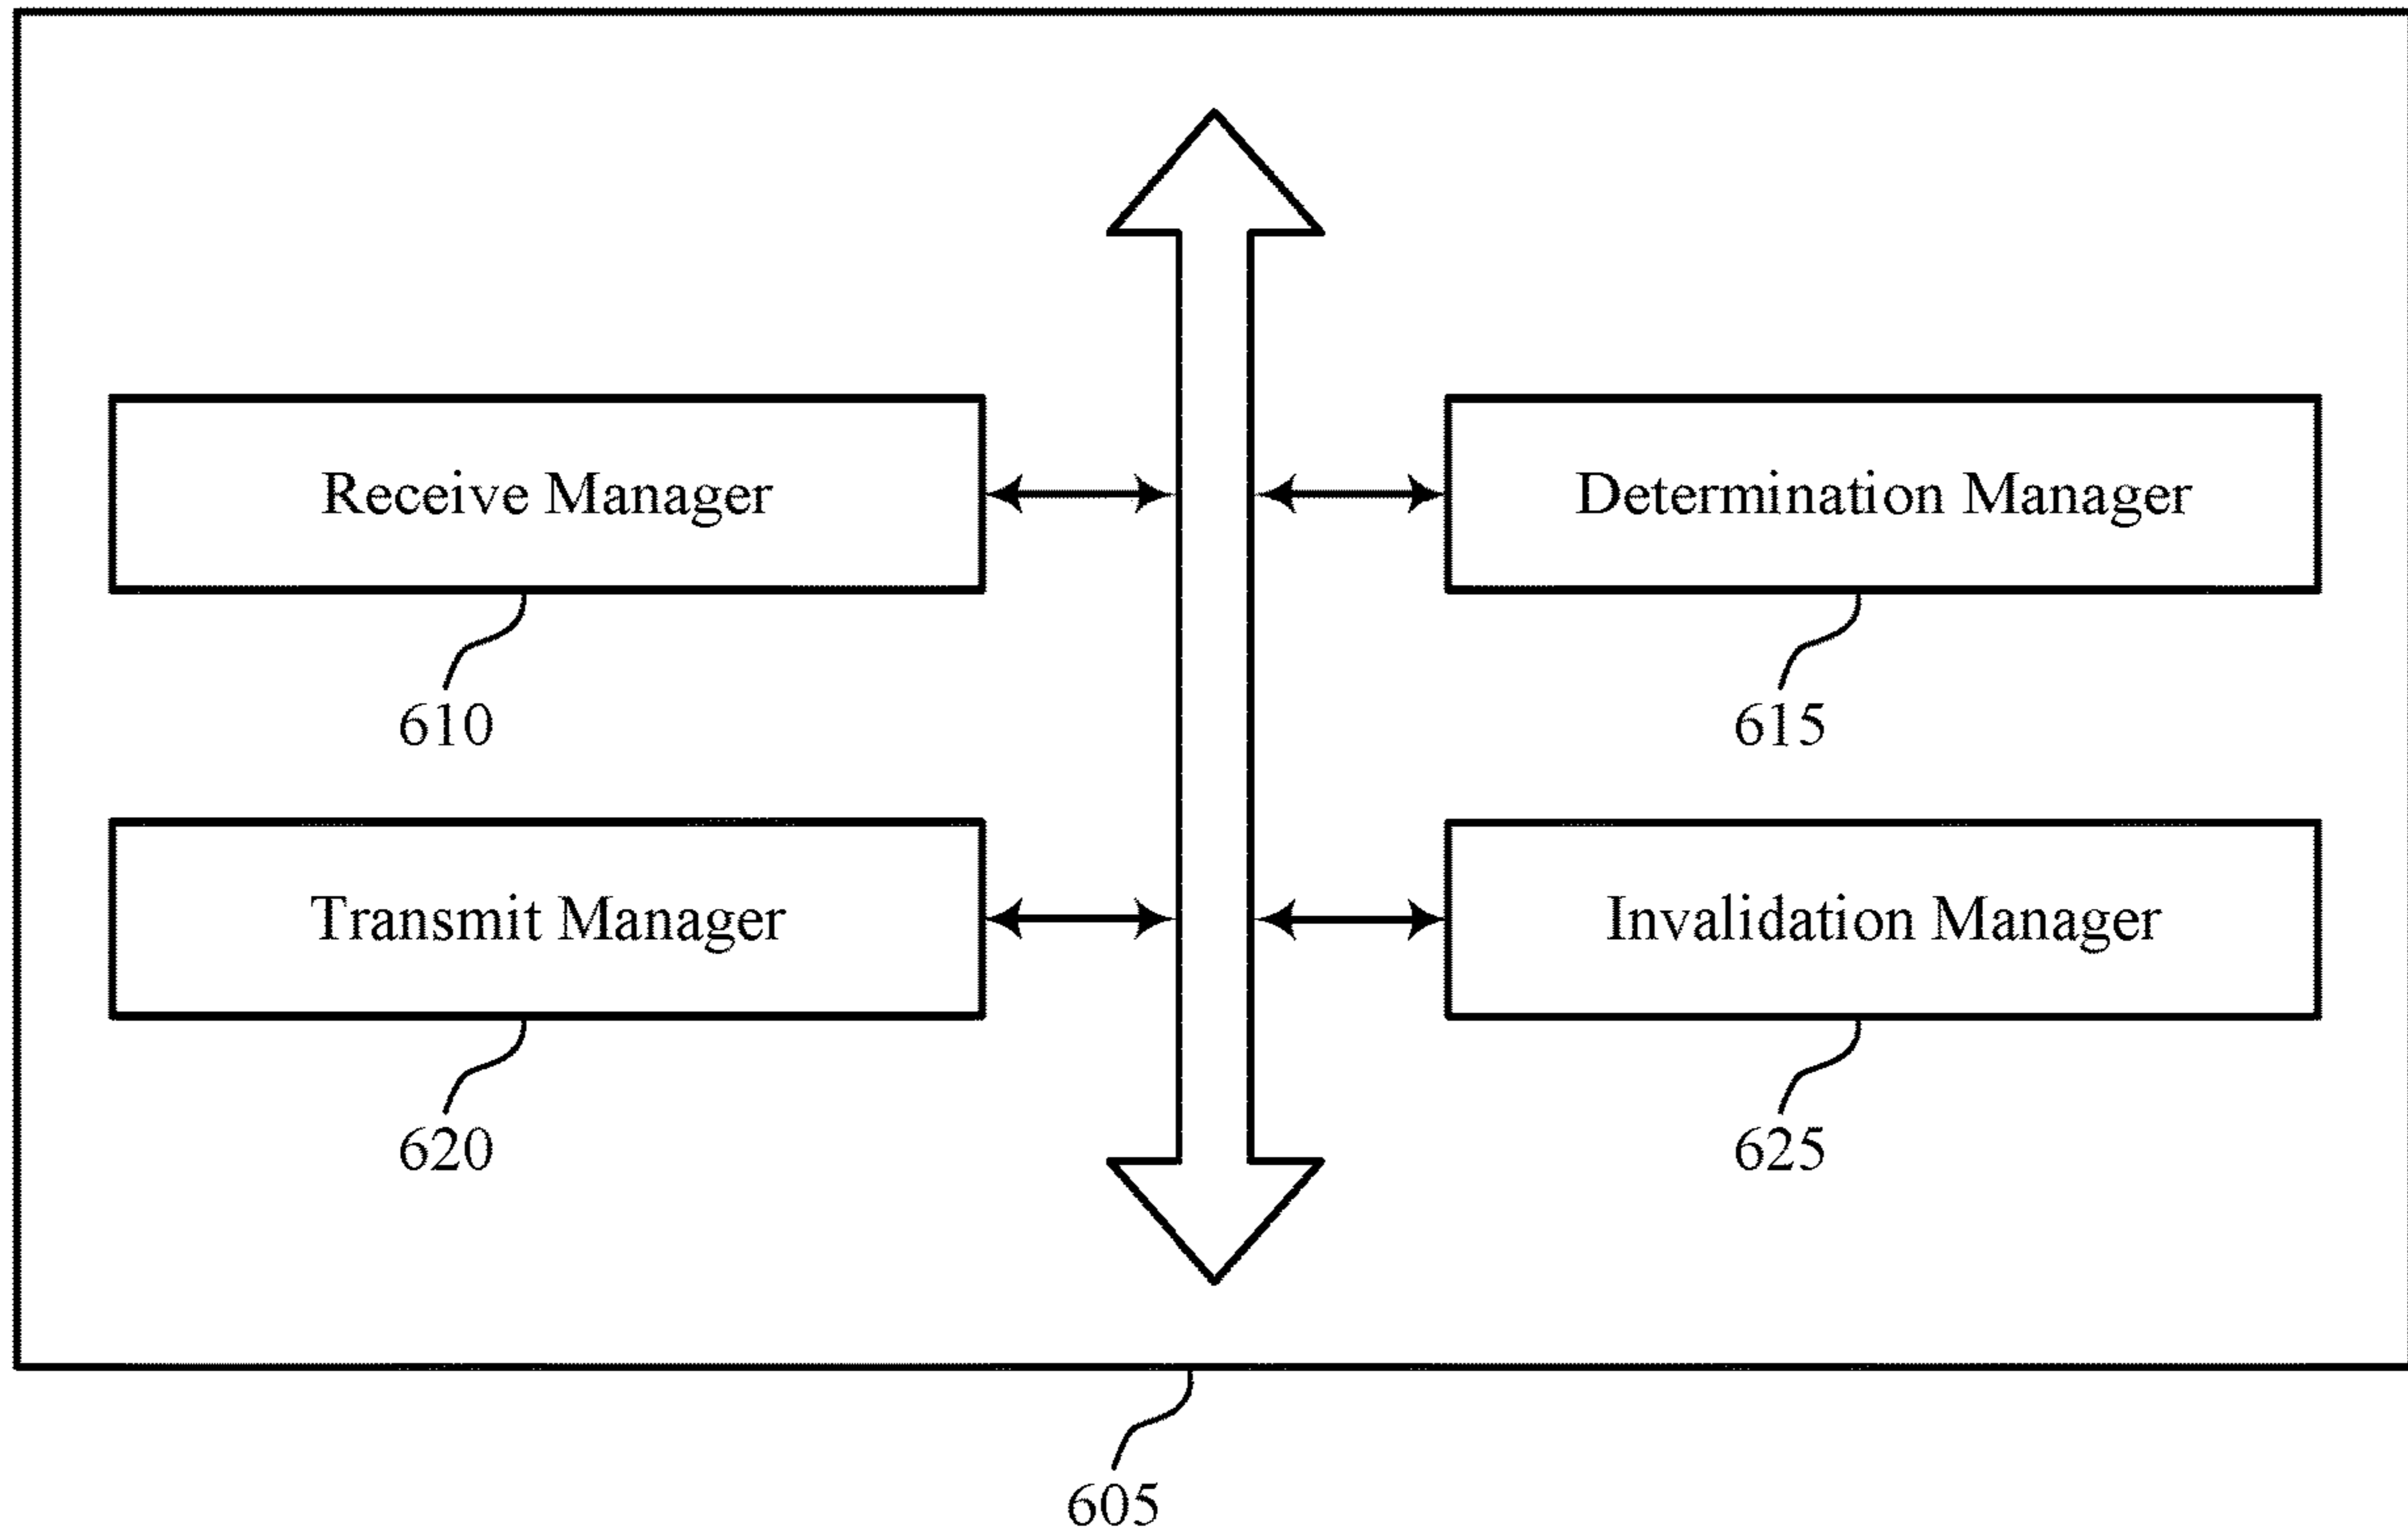 Receive Manager
Determination Manager
610
615
Transmit Manager
Invalidation Manager
620
625
605